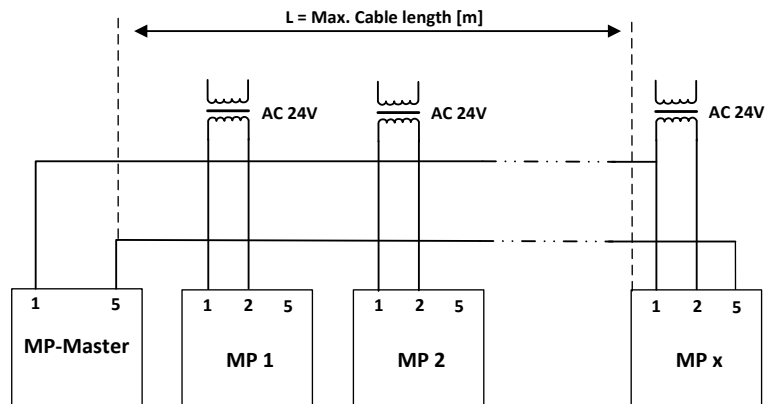 L = Max. Cable length [m]
AC 24V
AC 24V
AC 24V
1 5
1 2 5
1 2 5
1 2 5
MP-Master
MP 1
MP 2
MP x